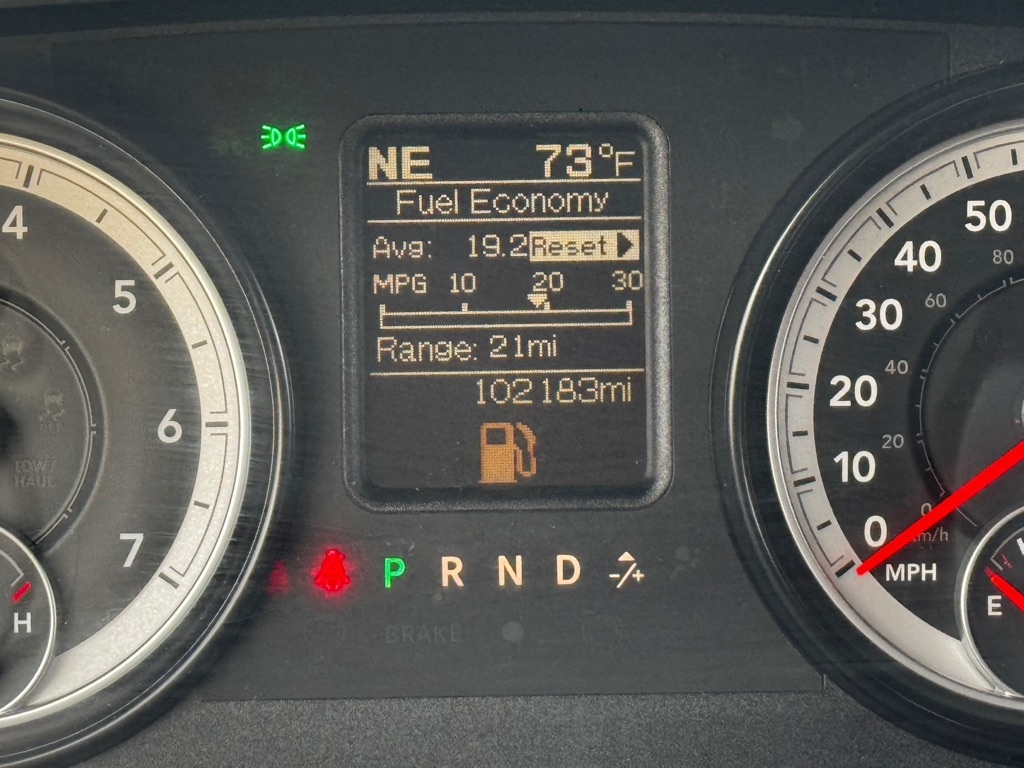 NE 73°F
Fuel Economy
Avg: 19.2 Reset
MPG 10 20 30
Range: 21mi
102183mi
P R N D -/+
BRAKE
4
5
6
7
H
LOW/
HAUL
50
40
30
20
10
0
80
60
40
20
0
km/h
MPH
E